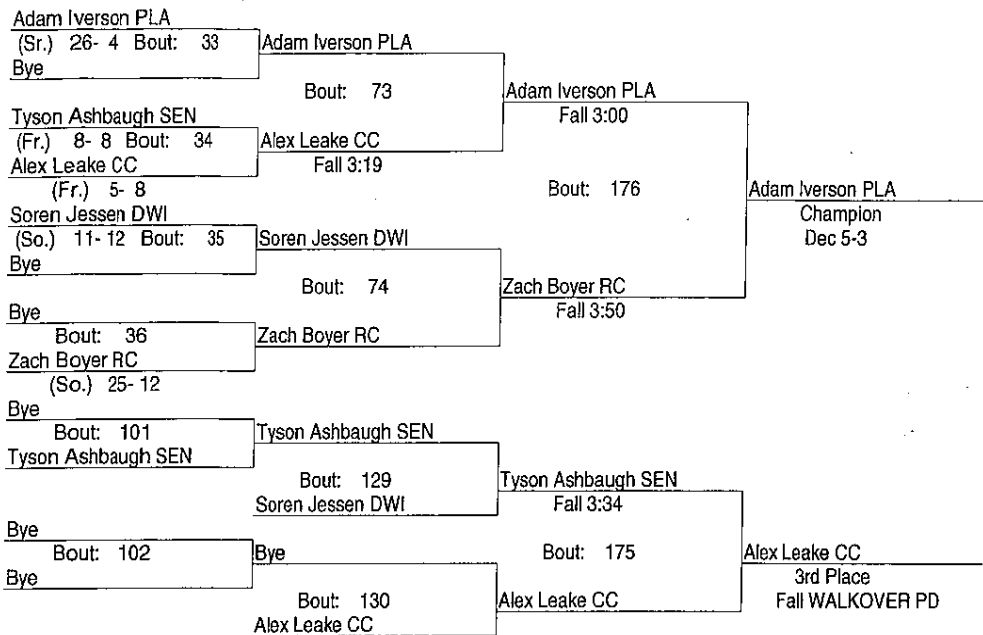 Adam Iverson PLA
(Sr.) 26- 4 Bout: 33
Bye
Adam Iverson PLA
Bout: 73
Tyson Ashbaugh SEN
(Fr.) 8- 8 Bout: 34
Alex Leake CC
(Fr.) 5- 8
Alex Leake CC
Fall 3:19
Adam Iverson PLA
Fall 3:00
Bout: 176
Soren Jessen DWI
(So.) 11- 12 Bout: 35
Bye
Soren Jessen DWI
Bout: 74
Bye
Bout: 36
Zach Boyer RC
(So.) 25- 12
Zach Boyer RC
Zach Boyer RC
Fall 3:50
Adam Iverson PLA
Champion
Dec 5-3
Bye
Bout: 101
Tyson Ashbaugh SEN
Tyson Ashbaugh SEN
Bout: 129
Soren Jessen DWI
Tyson Ashbaugh SEN
Fall 3:34
Bout: 175
Bye
Bout: 102
Bye
Bye
Bout: 130
Alex Leake CC
Alex Leake CC
Alex Leake CC
3rd Place
Fall WALKOVER PD